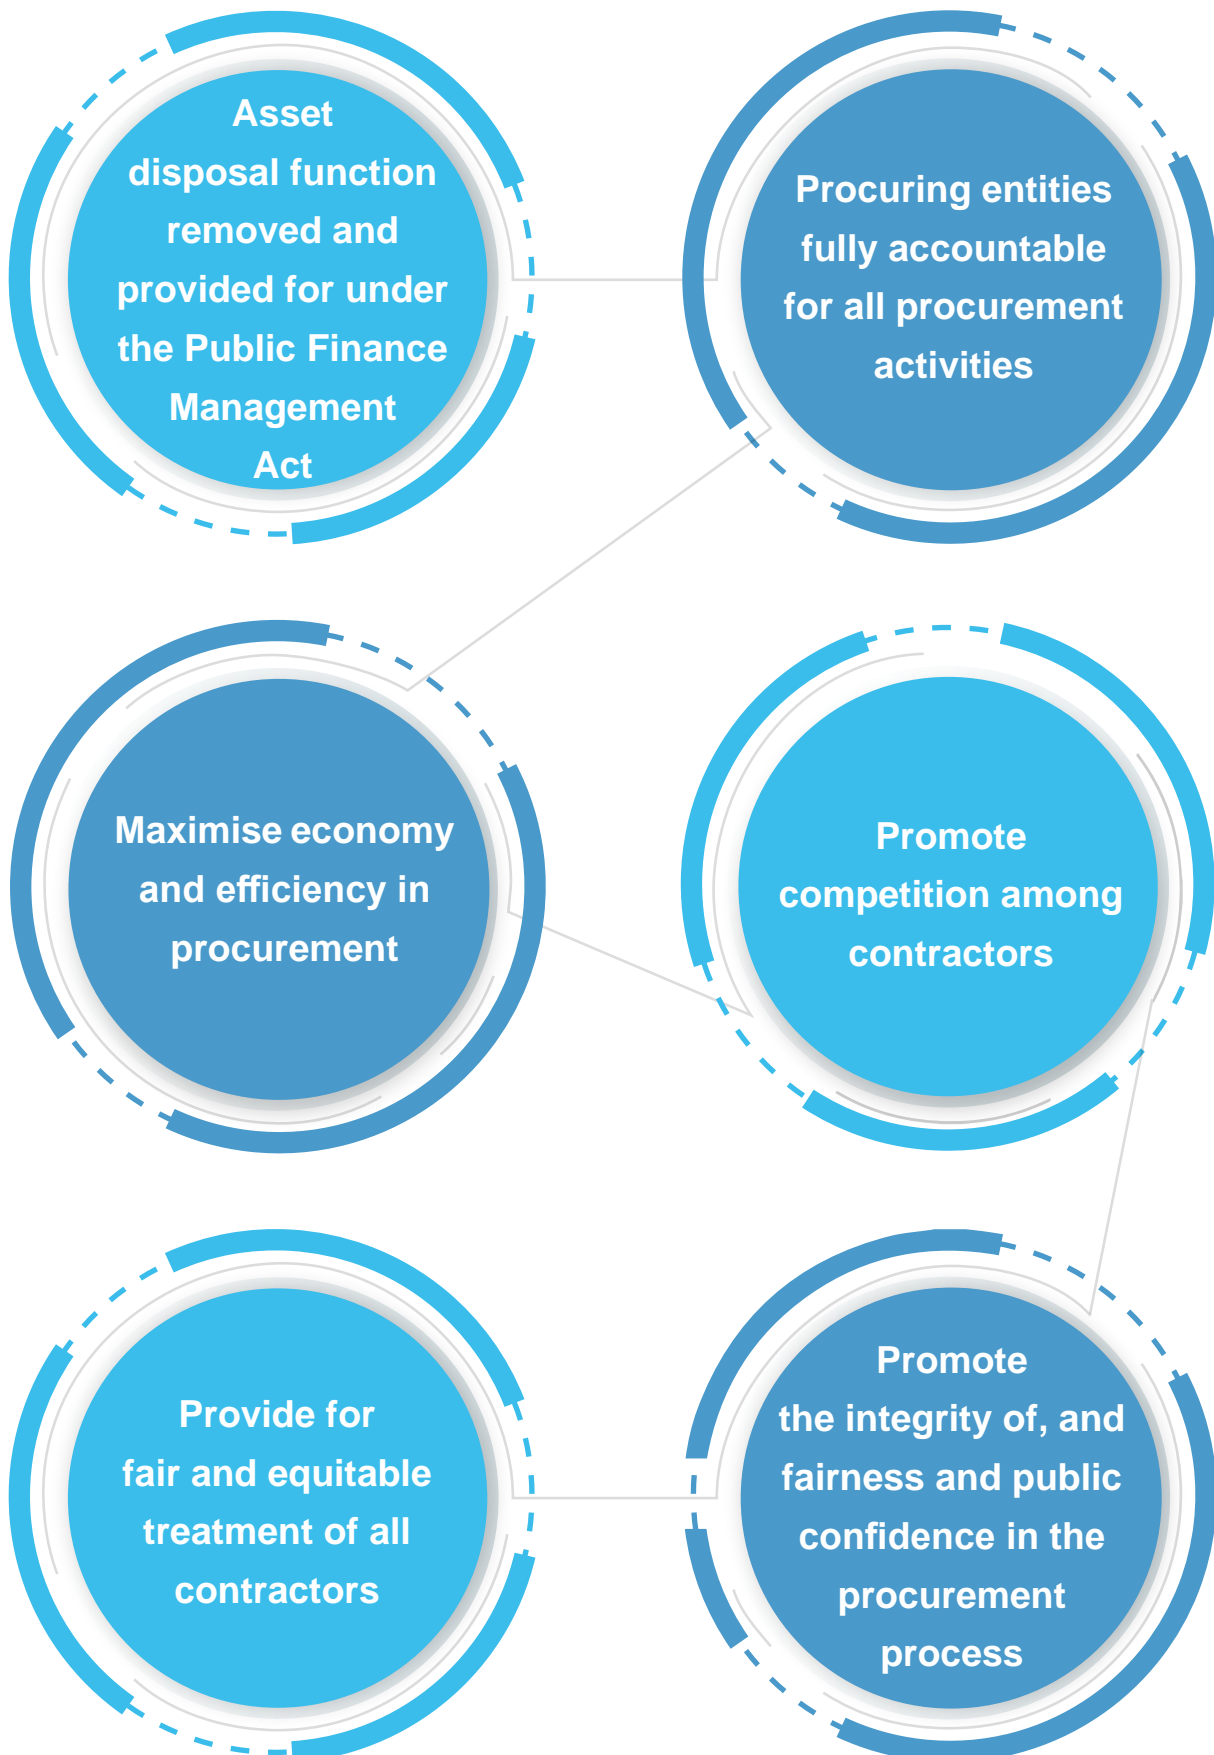 Asset
disposal function
removed and
provided for under
the Public Finance
Management
Act
Procuring entities
fully accountable
for all procurement
activities
Maximise economy
and efficiency in
procurement
Promote
competition among
contractors
Provide for
fair and equitable
treatment of all
contractors
Promote
the integrity of, and
fairness and public
confidence in the
procurement
process